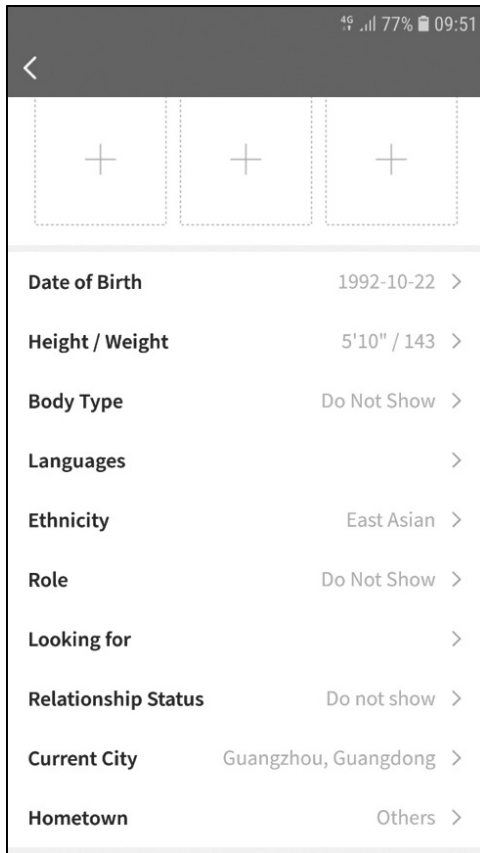 4G 77% 09:51
Date of Birth 1992-10-22
Height / Weight 5'10" / 143
Body Type Do Not Show
Languages
Ethnicity East Asian
Role Do Not Show
Looking for
Relationship Status Do not show
Current City Guangzhou, Guangdong
Hometown Others